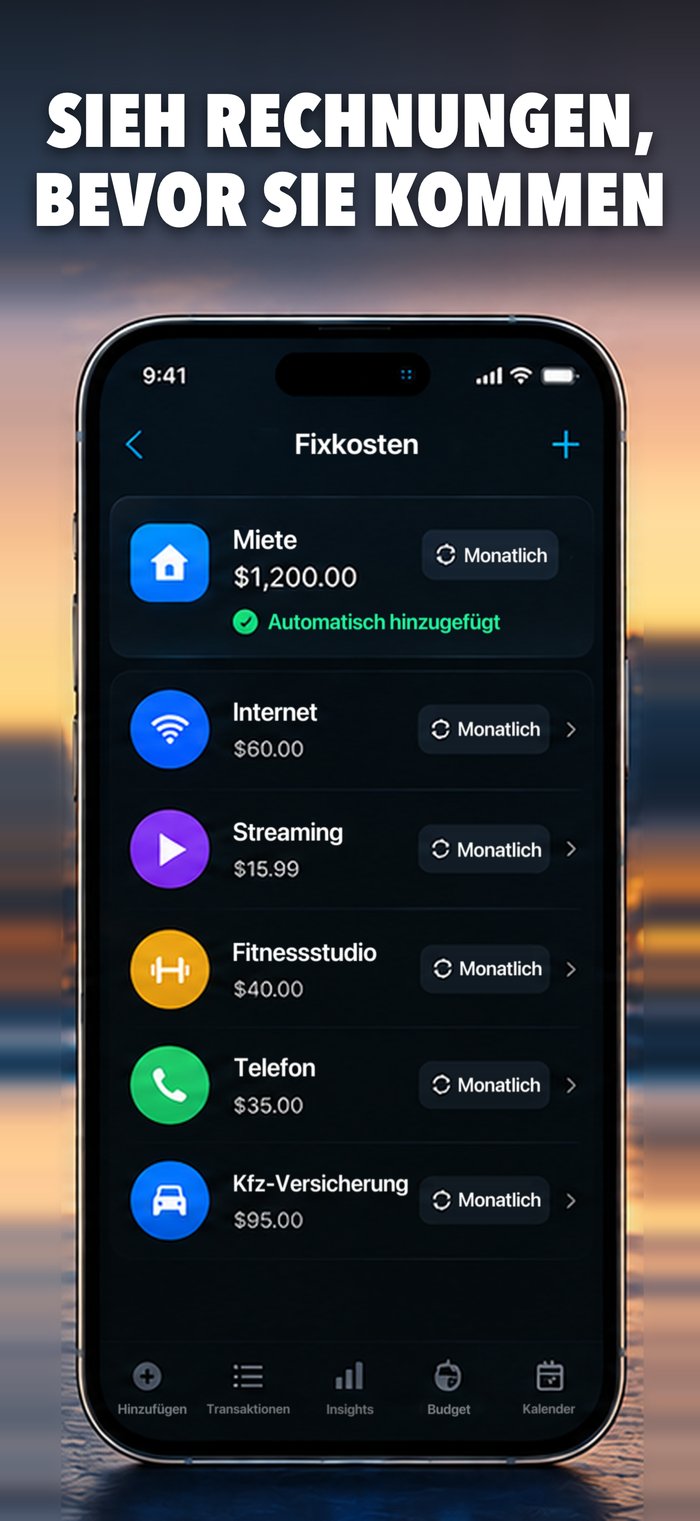 SIEH RECHNUNGEN,
BEVOR SIE KOMMEN
9:41
Fixkosten
Miete
$1,200.00
Monatlich
Automatisch hinzugefügt
Internet
$60.00
Monatlich
Streaming
$15.99
Monatlich
Fitnessstudio
$40.00
Monatlich
Telefon
$35.00
Monatlich
Kfz-Versicherung
$95.00
Monatlich
Hinzufügen
Transaktionen
Insights
Budget
Kalender